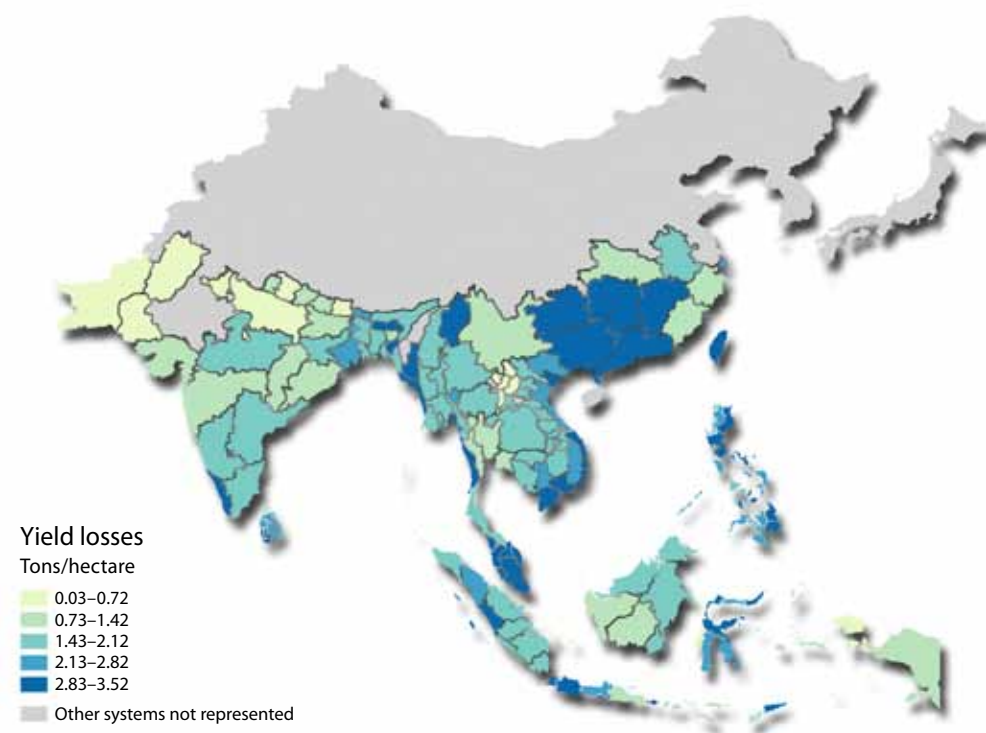 Yield losses
Tons/hectare
0.03–0.72
0.73–1.42
1.43–2.12
2.13–2.82
2.83–3.52
Other systems not represented